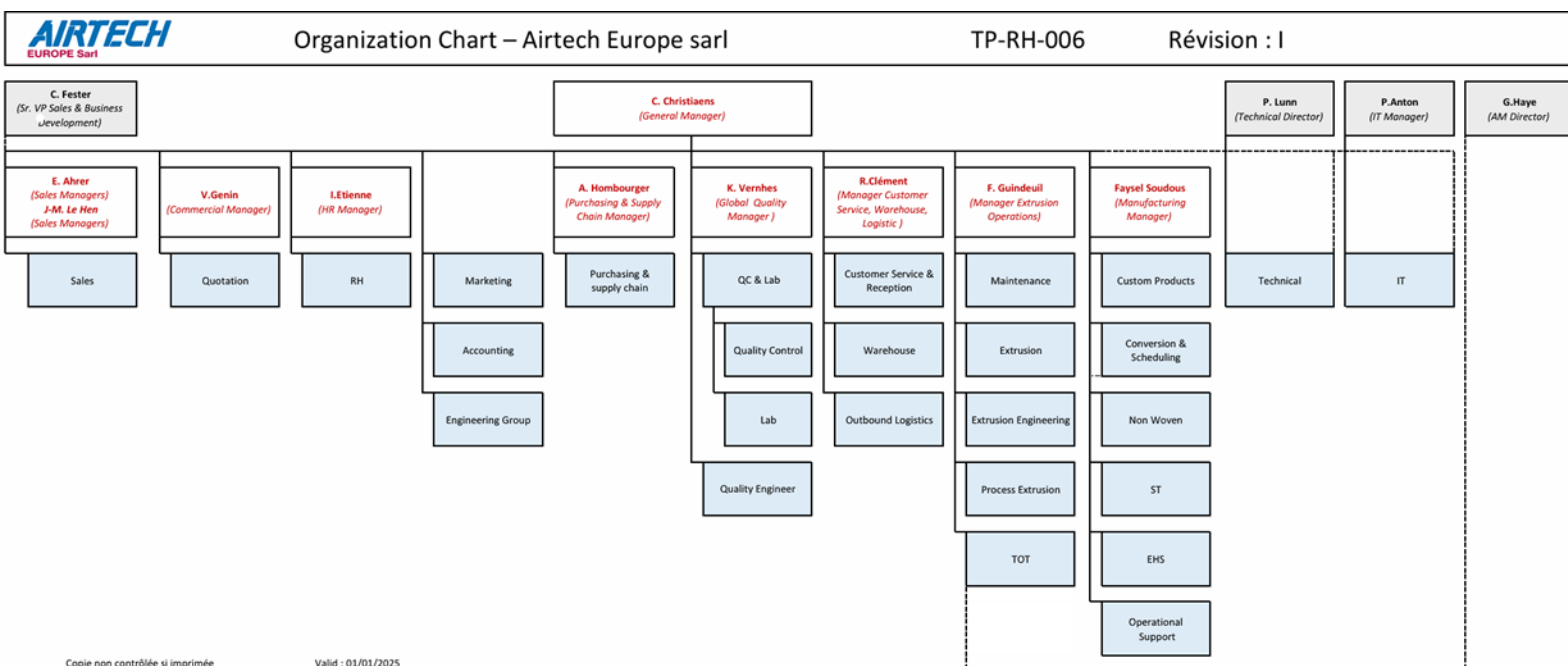 AIRTECH
EUROPE Sarl
Organization Chart – Airtech Europe sarl
TP-RH-006
Révision : I
C. Fester
(Sr. VP Sales & Business
Development)
C. Christiaens
(General Manager)
P. Lunn
(Technical Director)
P.Anton
(IT Manager)
G.Haye
(AM Director)
E. Ahrer
(Sales Managers)
J-M. Le Hen
(Sales Managers)
V.Genin
(Commercial Manager)
I.Etienne
(HR Manager)
A. Hombourger
(Purchasing & Supply
Chain Manager)
K. Vernhes
(Global Quality
Manager )
R.Clément
(Manager Customer
Service, Warehouse,
Logistic )
F. Guindeuil
(Manager Extrusion
Operations)
Faysel Soudous
(Manufacturing
Manager)
Sales
Quotation
RH
Marketing
Purchasing &
supply chain
QC & Lab
Customer Service &
Reception
Maintenance
Custom Products
Technical
IT
Accounting
Quality Control
Warehouse
Extrusion
Conversion &
Scheduling
Engineering Group
Lab
Outbound Logistics
Extrusion Engineering
Non Woven
Quality Engineer
Process Extrusion
ST
TOT
EHS
Operational
Support
Copie non contrôlée si imprimée
Valid : 01/01/2025